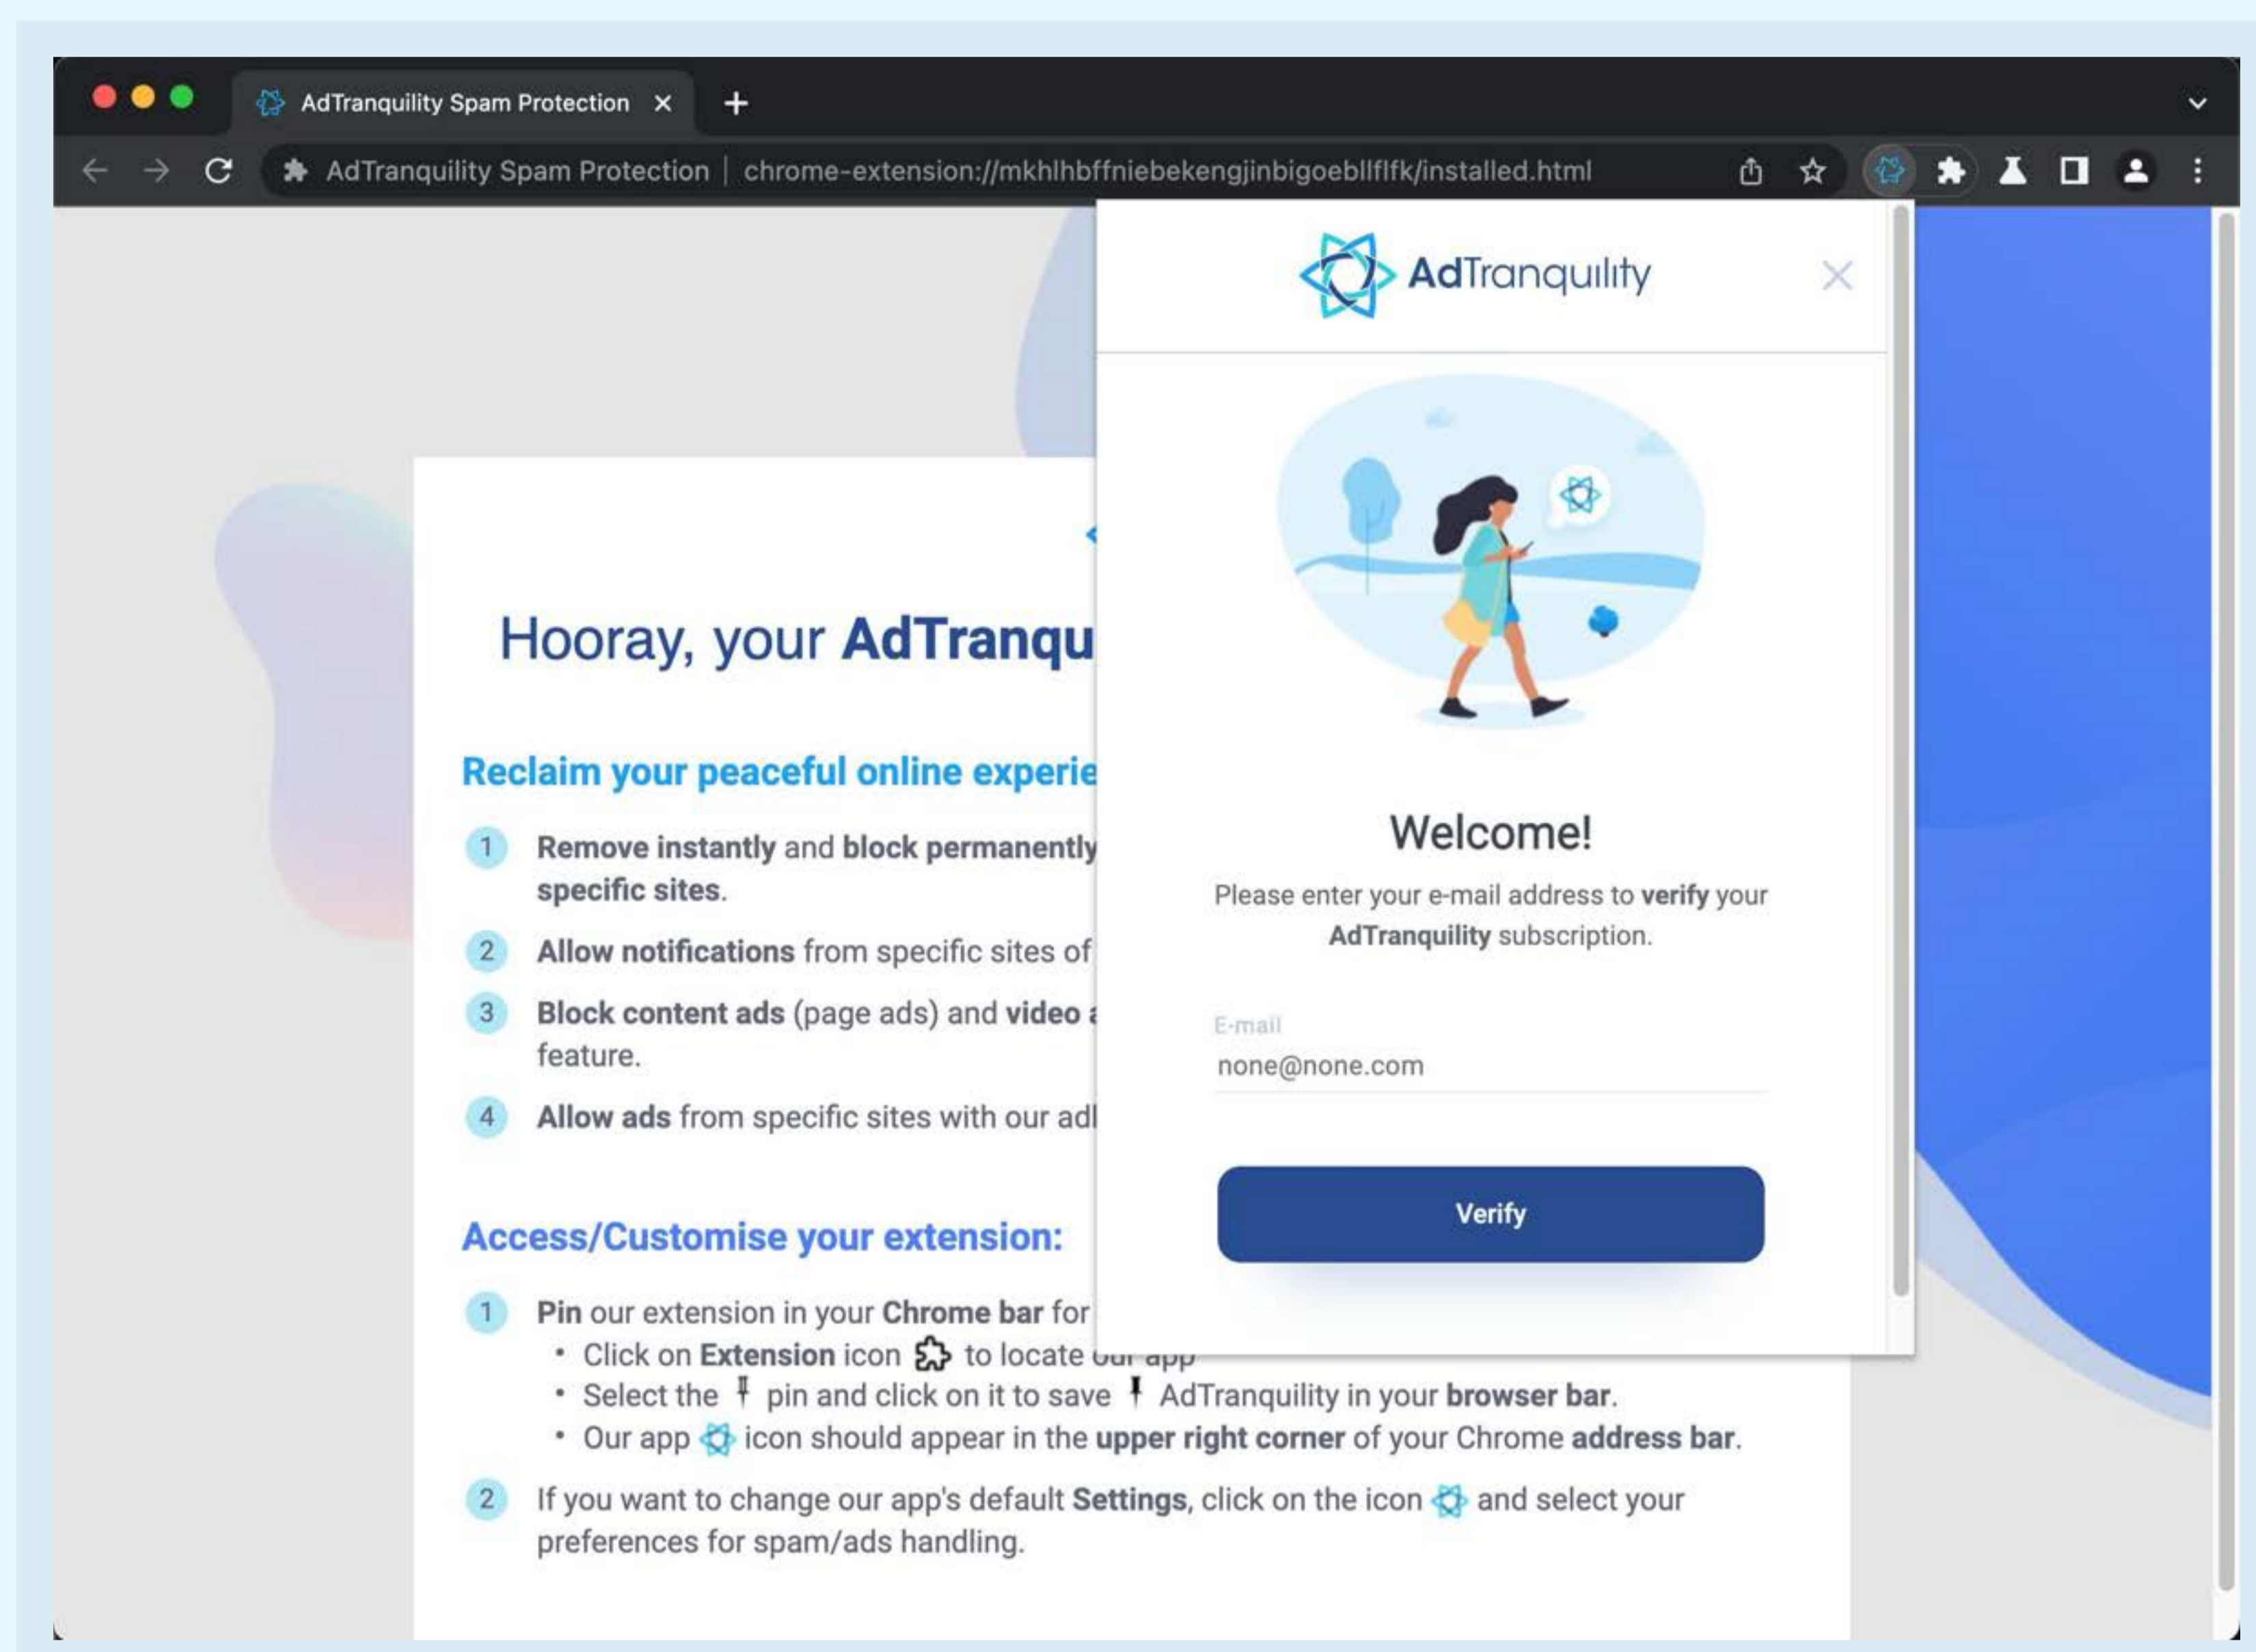 AdTranquility Spam Protection
AdTranquility Spam Protection | chrome-extension://mkhlhbffniebekengjinbigoebllflfk/installed.html
AdTranquility
Hooray, your AdTranqu
Reclaim your peaceful online experie
1 Remove instantly and block permanently
specific sites.
2 Allow notifications from specific sites of
3 Block content ads (page ads) and video
feature.
4 Allow ads from specific sites with our
Access/Customise your extension:
1 Pin our extension in your Chrome bar for
• Click on Extension icon to locate our app
• Select the pin and click on it to save AdTranquility in your browser bar.
• Our app icon should appear in the upper right corner of your Chrome address bar.
2 If you want to change our app's default Settings, click on the icon and select your
preferences for spam/ads handling.
Welcome!
Please enter your e-mail address to verify your
AdTranquility subscription.
E-mail
none@none.com
Verify